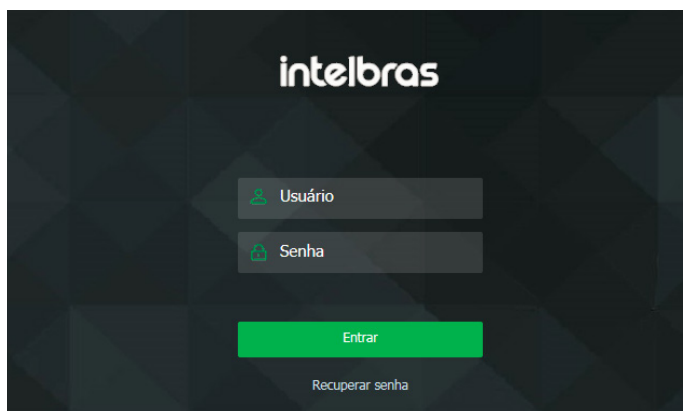 intelbras
Usuário
Senha
Entrar
Recuperar senha